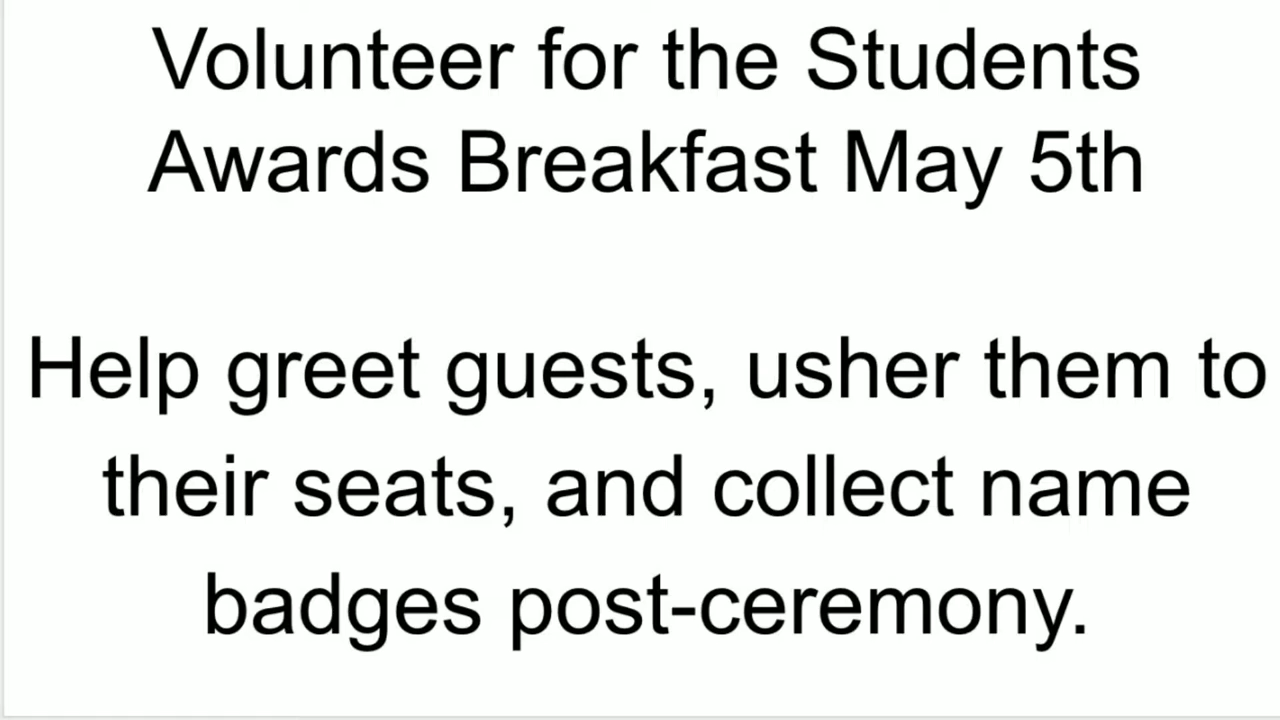 Volunteer for the Students
Awards Breakfast May 5th
Help greet guests, usher them to
their seats, and collect name
badges post-ceremony.